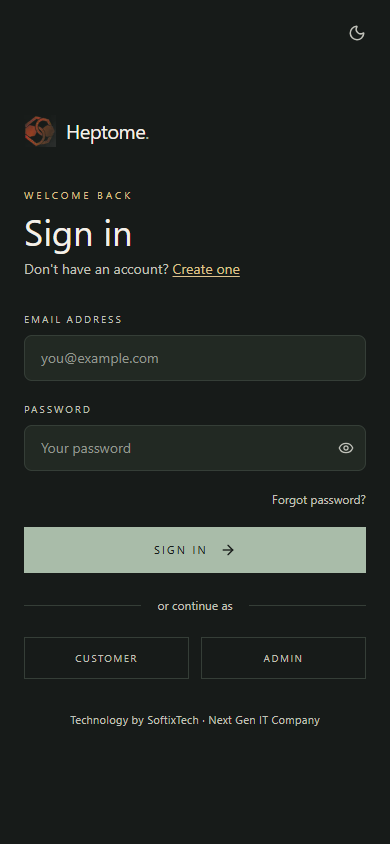 Heptome.
WELCOME BACK
Sign in
Don't have an account? Create one
EMAIL ADDRESS
you@example.com
PASSWORD
Your password
Forgot password?
SIGN IN
or continue as
CUSTOMER
ADMIN
Technology by SoftixTech · Next Gen IT Company